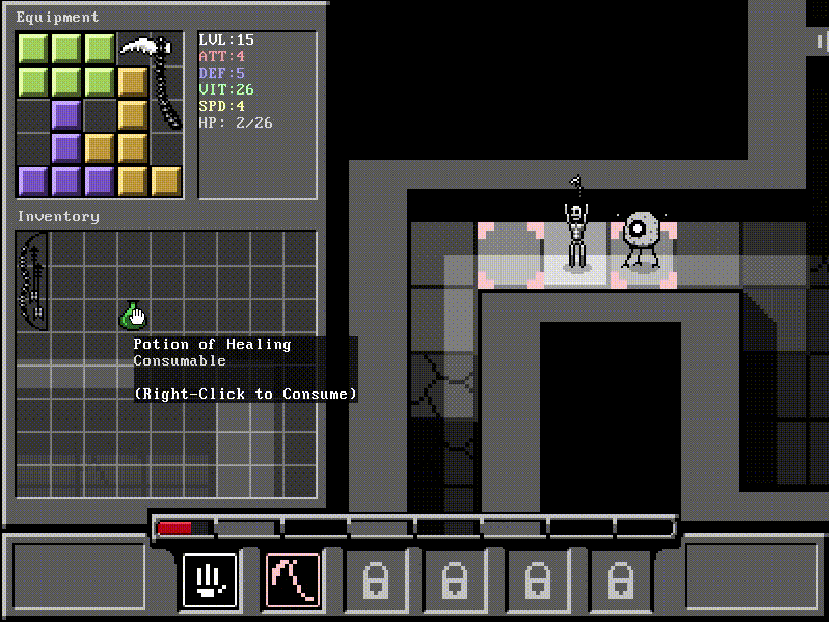 Equipment
LVL:15
ATT:4
DEF:5
VIT:26
SPD:4
HP: 2/26
Inventory
Potion of Healing
Consumable
(Right-Click to Consume)